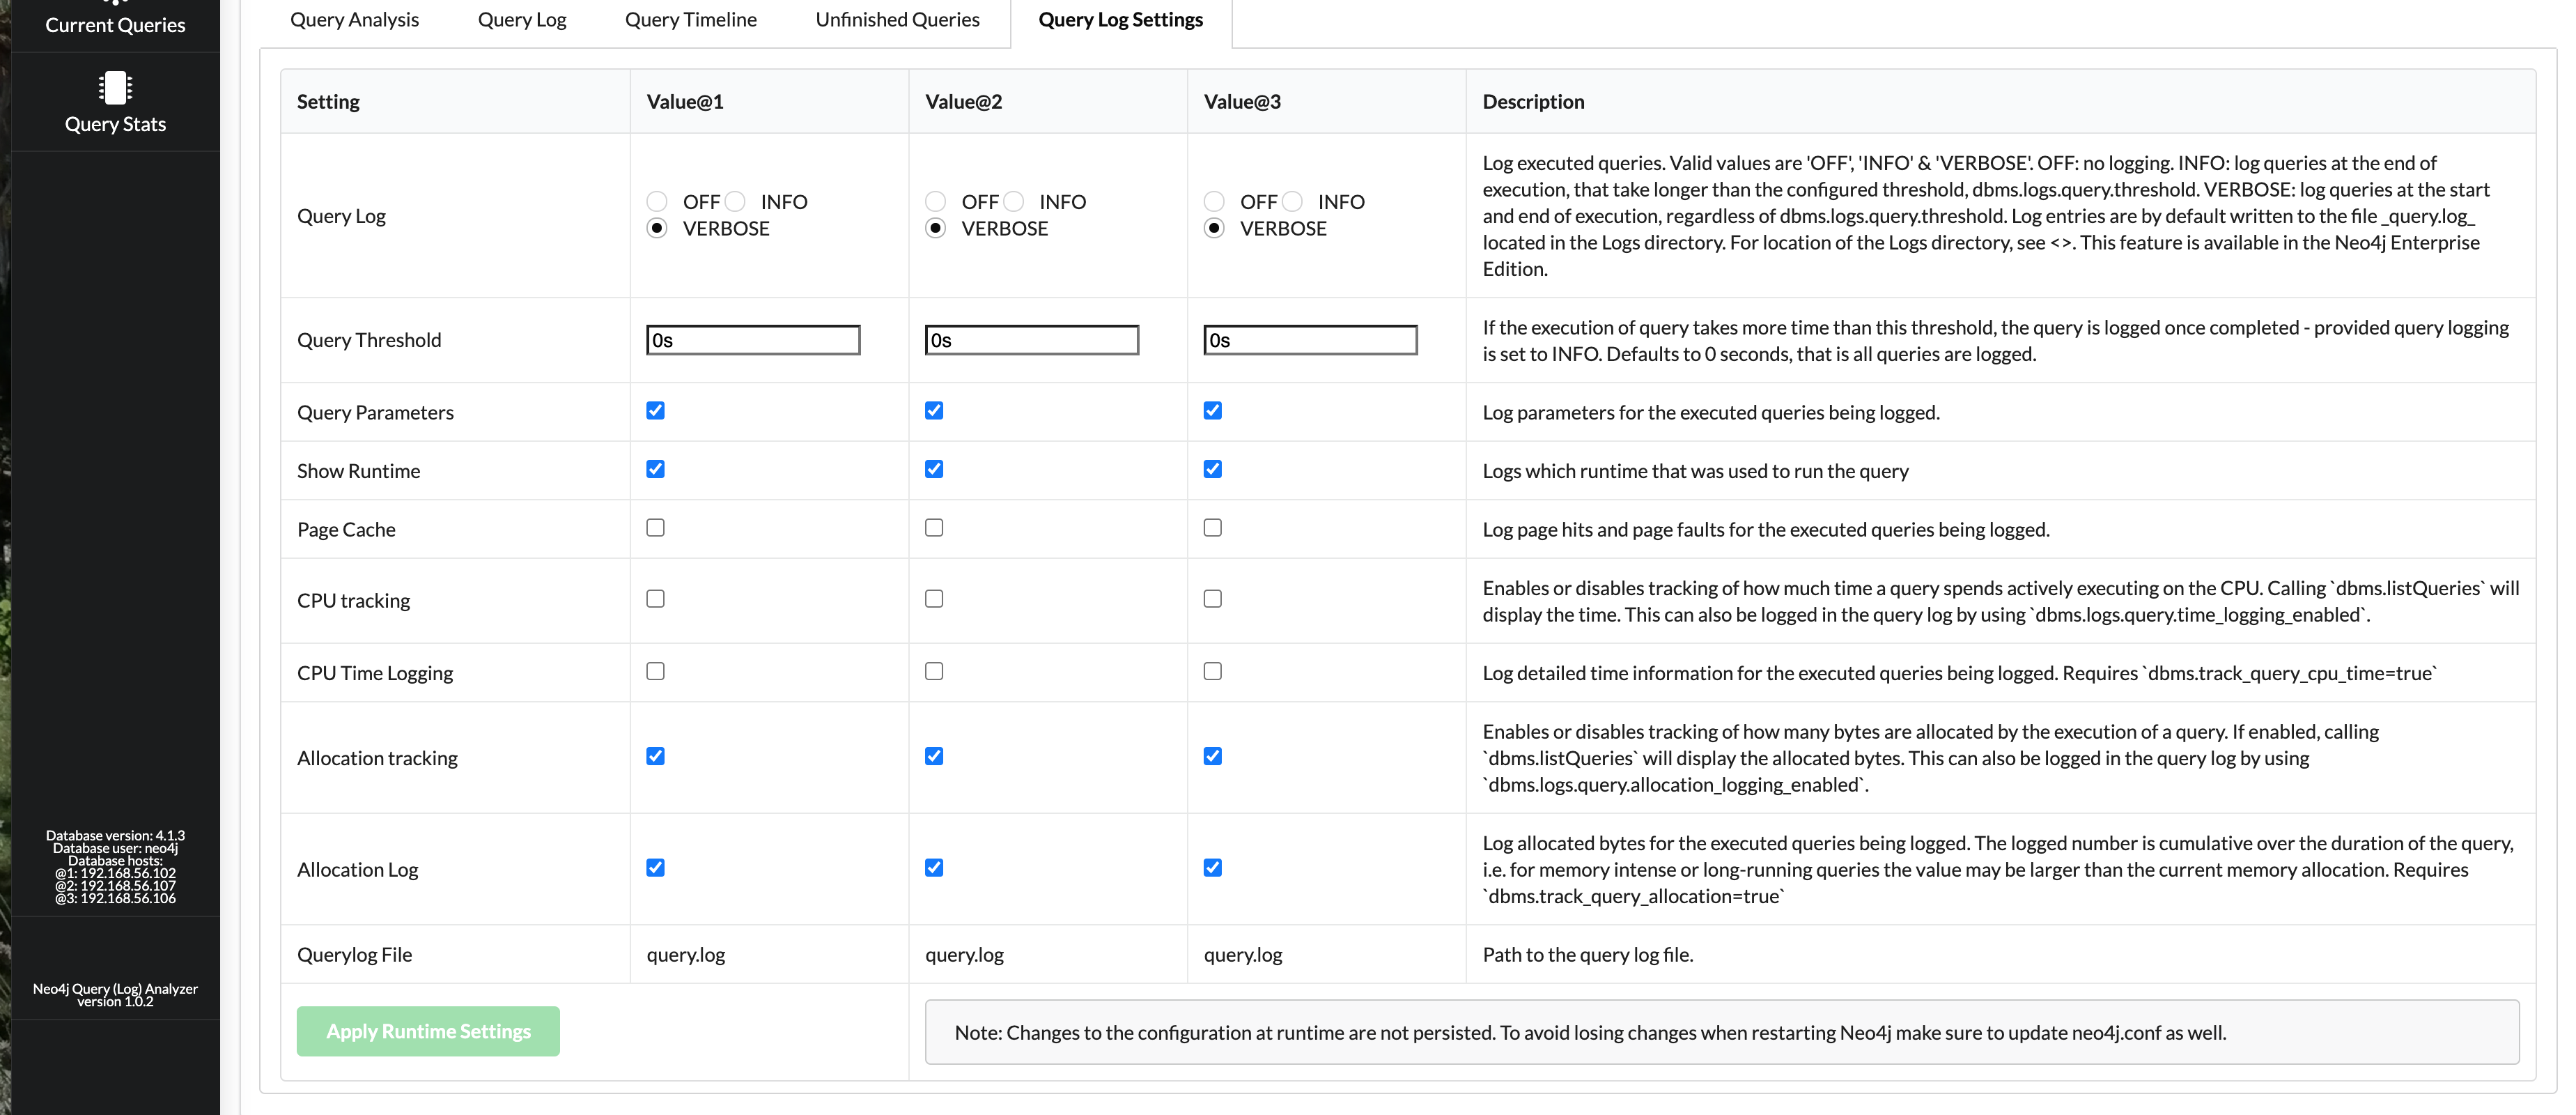 Current Queries
Query Stats
Database version: 4.1.3
Database user: neo4j
Database hosts:
@1: 192.168.56.102
@2: 192.168.56.107
@3: 192.168.56.106
Neo4j Query (Log) Analyzer
version 1.0.2
Query Analysis Query Log Query Timeline Unfinished Queries Query Log Settings
Setting Value@1 Value@2 Value@3 Description
Query Log
OFF INFO
VERBOSE
OFF INFO
VERBOSE
OFF INFO
VERBOSE
Log executed queries. Valid values are 'OFF', 'INFO' & 'VERBOSE'. OFF: no logging. INFO: log queries at the end of
execution, that take longer than the configured threshold, dbms.logs.query.threshold. VERBOSE: log queries at the start
and end of execution, regardless of dbms.logs.query.threshold. Log entries are by default written to the file _query.log_
located in the Logs directory. For location of the Logs directory, see <>. This feature is available in the Neo4j Enterprise
Edition.
Query Threshold 0s 0s 0s
If the execution of query takes more time than this threshold, the query is logged once completed - provided query logging
is set to INFO. Defaults to 0 seconds, that is all queries are logged.
Query Parameters Log parameters for the executed queries being logged.
Show Runtime Logs which runtime that was used to run the query
Page Cache Log page hits and page faults for the executed queries being logged.
CPU tracking
Enables or disables tracking of how much time a query spends actively executing on the CPU. Calling `dbms.listQueries` will
display the time. This can also be logged in the query log by using `dbms.logs.query.time_logging_enabled`.
CPU Time Logging Log detailed time information for the executed queries being logged. Requires `dbms.track_query_cpu_time=true`
Allocation tracking
Enables or disables tracking of how many bytes are allocated by the execution of a query. If enabled, calling
`dbms.listQueries` will display the allocated bytes. This can also be logged in the query log by using
`dbms.logs.query.allocation_logging_enabled`.
Allocation Log
Log allocated bytes for the executed queries being logged. The logged number is cumulative over the duration of the query,
i.e. for memory intense or long-running queries the value may be larger than the current memory allocation. Requires
`dbms.track_query_allocation=true`
Querylog File query.log query.log query.log Path to the query log file.
Apply Runtime Settings Note: Changes to the configuration at runtime are not persisted. To avoid losing changes when restarting Neo4j make sure to update neo4j.conf as well.